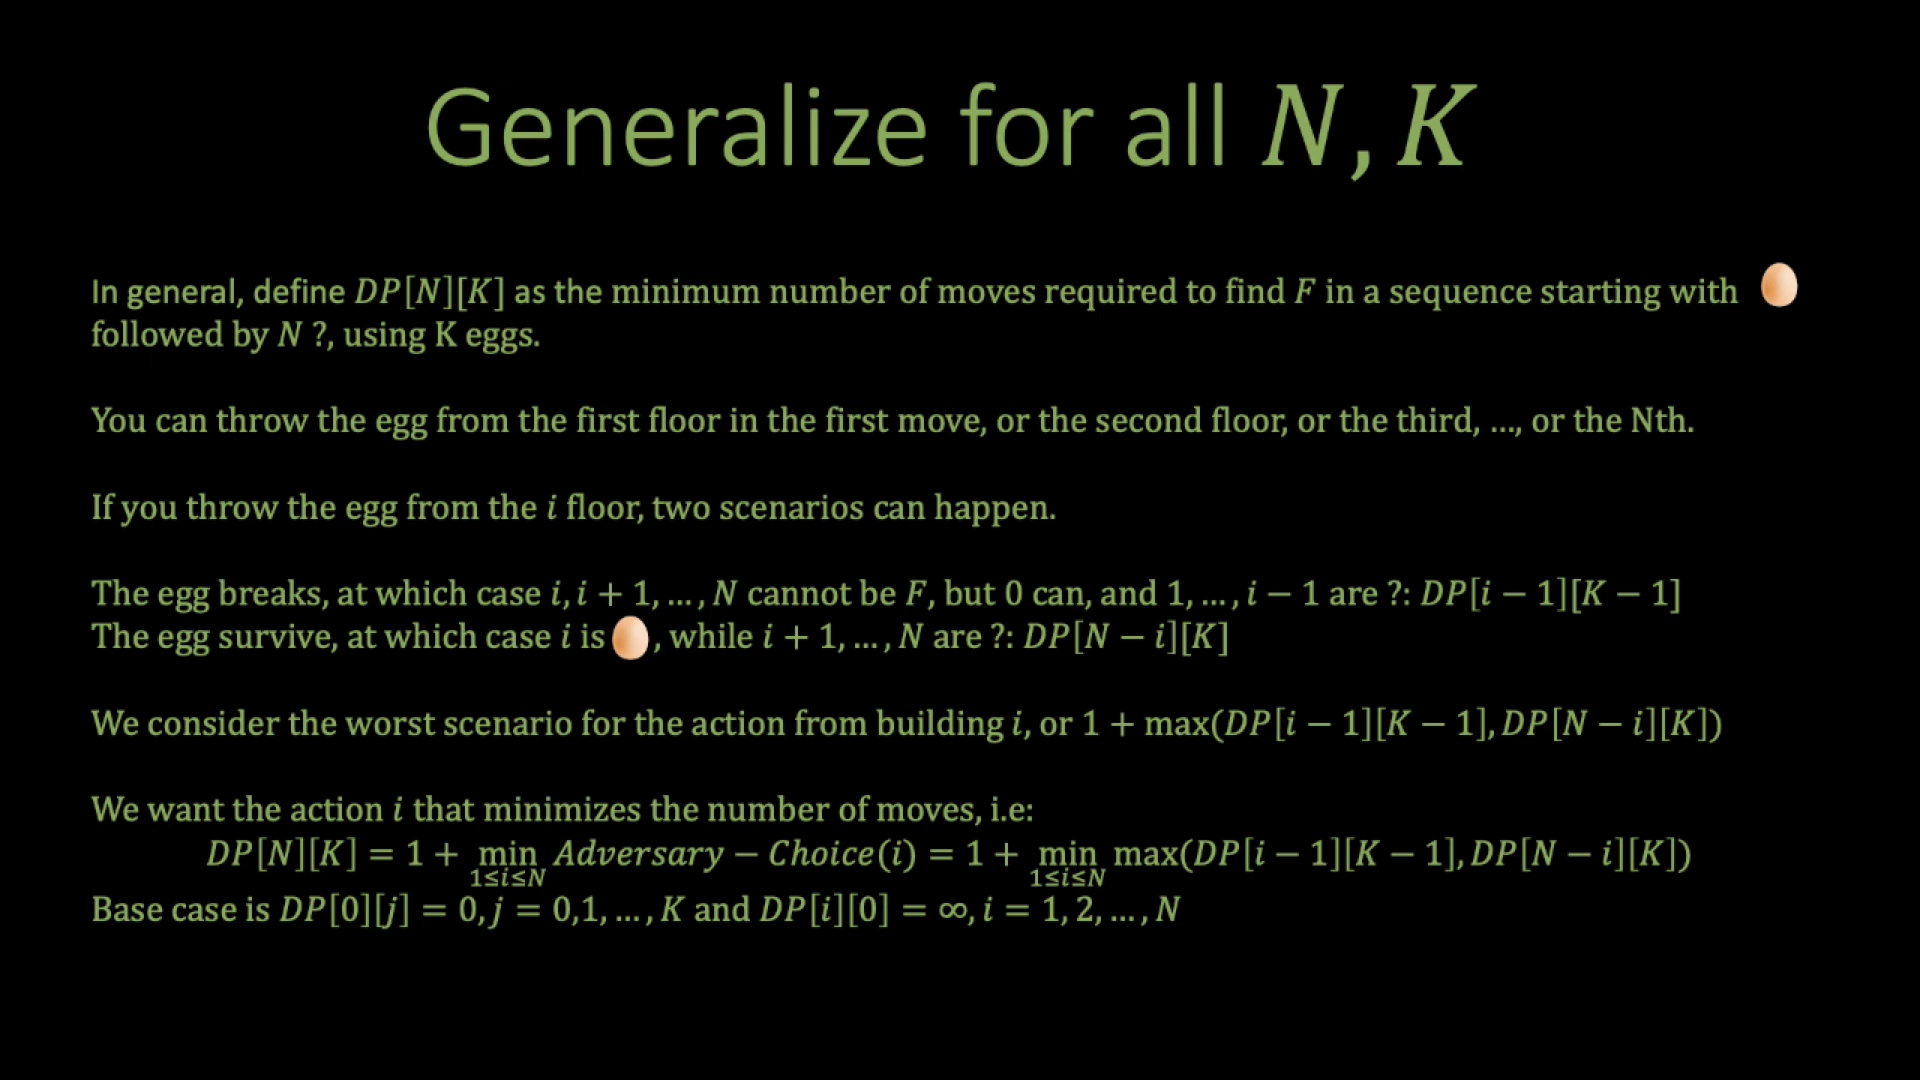 Generalize for all N, K
In general, define DP[N][K] as the minimum number of moves required to find F in a sequence starting with
followed by N ?, using K eggs.
You can throw the egg from the first floor in the first move, or the second floor, or the third, …, or the Nth.
If you throw the egg from the i floor, two scenarios can happen.
The egg breaks, at which case i, i + 1, … , N cannot be F, but 0 can, and 1, … , i − 1 are ?: DP[i − 1][K − 1]
The egg survive, at which case i is , while i + 1, … , N are ?: DP[N − i][K]
We consider the worst scenario for the action from building i, or 1 + max(DP[i − 1][K − 1], DP[N − i][K])
We want the action i that minimizes the number of moves, i.e:
DP[N][K] = 1 + min 1≤i≤N Adversary − Choice(i) = 1 + min 1≤i≤N max(DP[i − 1][K − 1], DP[N − i][K])
Base case is DP[0][j] = 0, j = 0,1, … , K and DP[i][0] = ∞, i = 1, 2, … , N